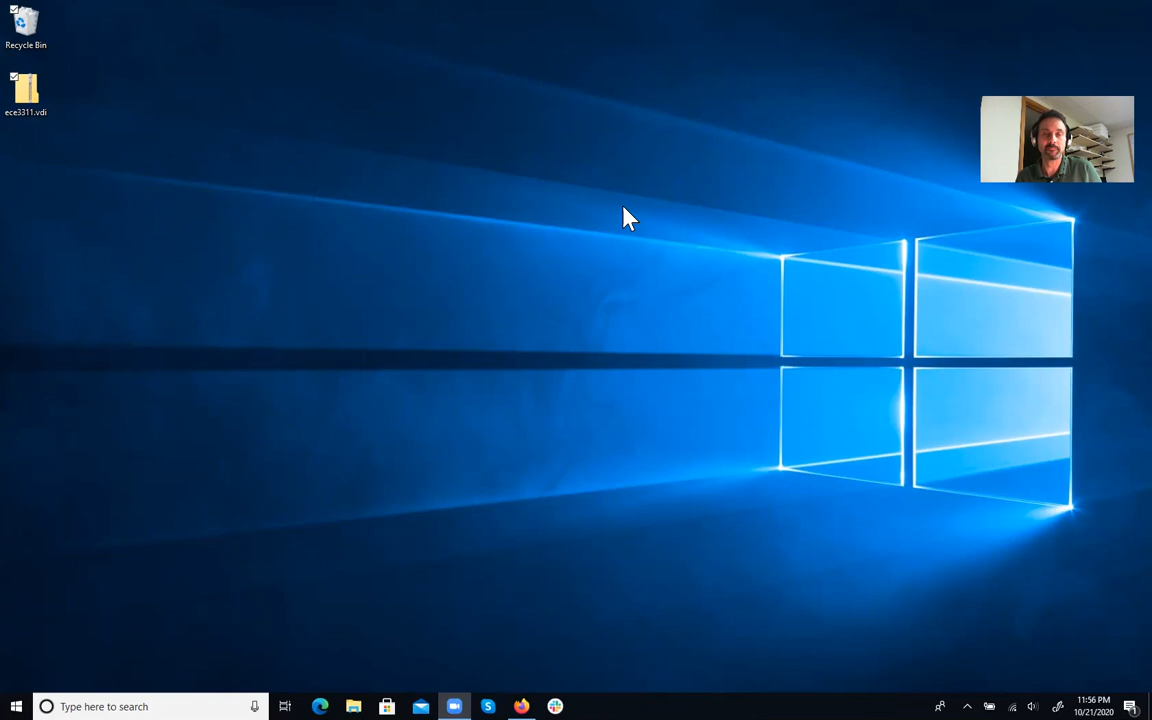 Recycle Bin
ece3311.vdi
Type here to search
11:56 PM
10/21/2020